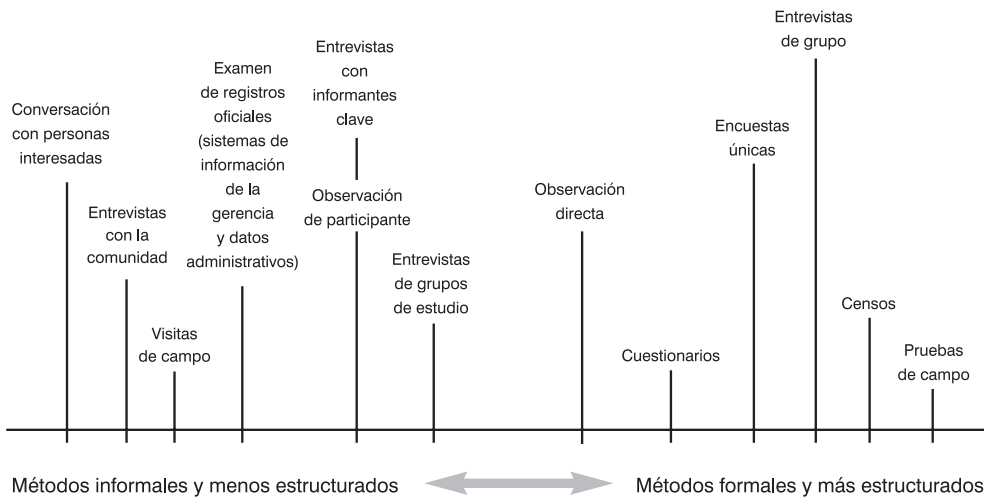 Conversación
con personas
interesadas
Entrevistas
con la
comunidad
Visitas
de campo
Examen
de registros
oficiales
(sistemas de
información
de la
gerencia
y datos
administrativos)
Entrevistas
con
informantes
clave
Observación
de participante
Entrevistas
de grupos
de estudio
Observación
directa
Cuestionarios
Encuestas
únicas
Entrevistas
de grupo
Censos
Pruebas
de campo
Métodos informales y menos estructurados
Métodos formales y más estructurados